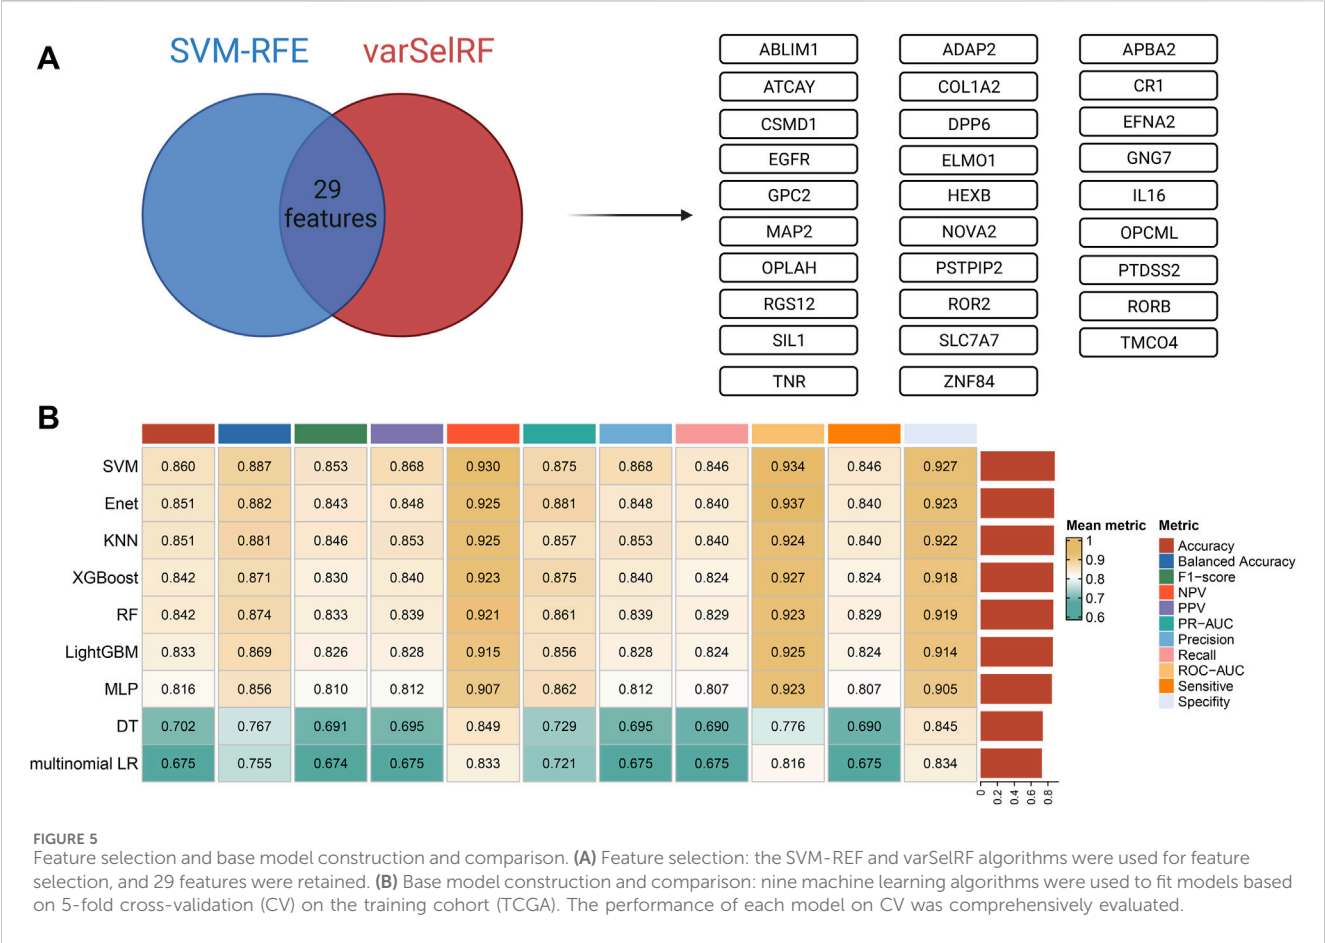 A
SVM-RFE varSelRF
29
features
ABLIM1 ADAP2 APBA2
ATCAY COL1A2 CR1
CSMD1 DPP6 EFNA2
EGFR ELMO1 GNG7
GPC2 HEXB IL16
MAP2 NOVA2 OPCML
OPLAH PSTPIP2 PTDSS2
RGS12 ROR2 RORB
SIL1 SLC7A7 TMCO4
TNR ZNF84
B
SVM 0.860 0.887 0.853 0.868 0.930 0.875 0.868 0.846 0.934 0.846 0.927
Enet 0.851 0.882 0.843 0.848 0.925 0.881 0.848 0.840 0.937 0.840 0.923
KNN 0.851 0.881 0.846 0.853 0.925 0.857 0.853 0.840 0.924 0.840 0.922
XGBoost 0.842 0.871 0.830 0.840 0.923 0.875 0.840 0.824 0.927 0.824 0.918
RF 0.842 0.874 0.833 0.839 0.921 0.861 0.839 0.829 0.923 0.829 0.919
LightGBM 0.833 0.869 0.826 0.828 0.915 0.856 0.828 0.824 0.925 0.824 0.914
MLP 0.816 0.856 0.810 0.812 0.907 0.862 0.812 0.807 0.923 0.807 0.905
DT 0.702 0.767 0.691 0.695 0.849 0.729 0.695 0.690 0.776 0.690 0.845
multinomial LR 0.675 0.755 0.674 0.675 0.833 0.721 0.675 0.675 0.816 0.675 0.834
0 0.2 0.4 0.6 0.8
Mean metric
1
0.9
0.8
0.7
0.6
Metric
Accuracy
Balanced Accuracy
F1-score
NPV
PPV
PR-AUC
Precision
Recall
ROC-AUC
Sensitive
Specifity
FIGURE 5
Feature selection and base model construction and comparison. (A) Feature selection: the SVM-REF and varSelRF algorithms were used for feature
selection, and 29 features were retained. (B) Base model construction and comparison: nine machine learning algorithms were used to fit models based
on 5-fold cross-validation (CV) on the training cohort (TCGA). The performance of each model on CV was comprehensively evaluated.